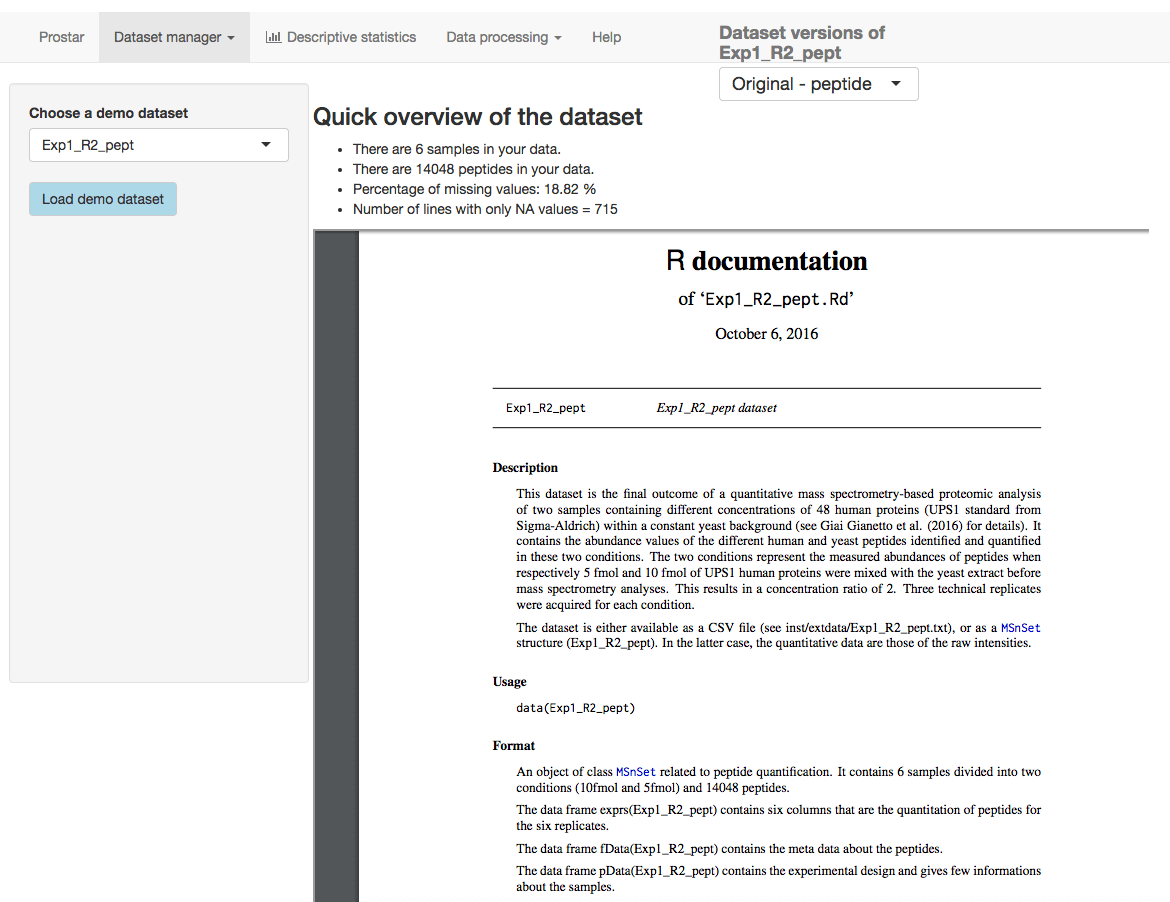 Prostar
Dataset manager
Descriptive statistics
Data processing
Help
Dataset versions of
Exp1_R2_pept
Original - peptide
Choose a demo dataset
Exp1_R2_pept
Load demo dataset
Quick overview of the dataset
• There are 6 samples in your data.
• There are 14048 peptides in your data.
• Percentage of missing values: 18.82 %
• Number of lines with only NA values = 715
R documentation
of ‘Exp1_R2_pept.Rd’
October 6, 2016
Exp1_R2_pept Exp1_R2_pept dataset
Description
This dataset is the final outcome of a quantitative mass spectrometry-based proteomic analysis
of two samples containing different concentrations of 48 human proteins (UPS1 standard from
Sigma-Aldrich) within a constant yeast background (see Giai Gianetto et al. (2016) for details). It
contains the abundance values of the different human and yeast peptides identified and quantified
in these two conditions. The two conditions represent the measured abundances of peptides when
respectively 5 fmol and 10 fmol of UPS1 human proteins were mixed with the yeast extract before
mass spectrometry analyses. This results in a concentration ratio of 2. Three technical replicates
were acquired for each condition.
The dataset is either available as a CSV file (see inst/extdata/Exp1_R2_pept.txt), or as a MSnSet
structure (Exp1_R2_pept). In the latter case, the quantitative data are those of the raw intensities.
Usage
data(Exp1_R2_pept)
Format
An object of class MSnSet related to peptide quantification. It contains 6 samples divided into two
conditions (10fmol and 5fmol) and 14048 peptides.
The data frame exprs(Exp1_R2_pept) contains six columns that are the quantitation of peptides for
the six replicates.
The data frame fData(Exp1_R2_pept) contains the meta data about the peptides.
The data frame pData(Exp1_R2_pept) contains the experimental design and gives few informations
about the samples.